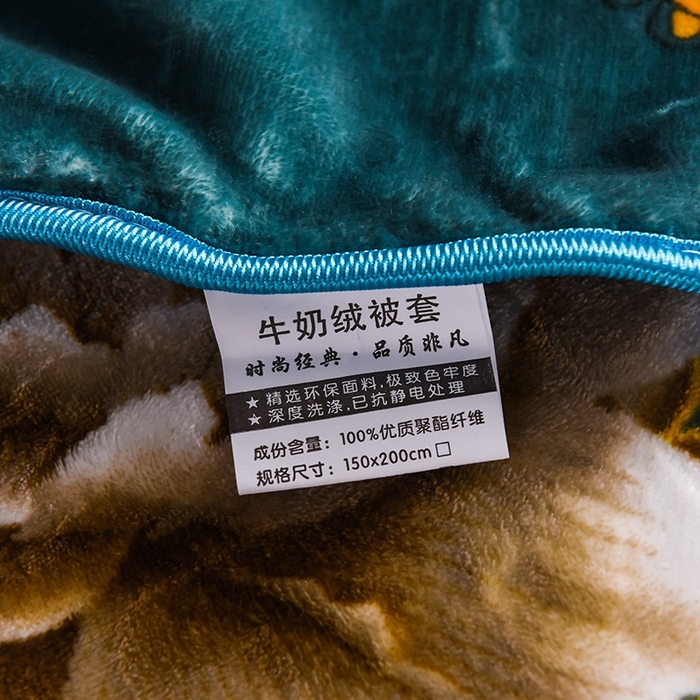 牛奶绒被套
时尚经典·品质非凡
★ 精选环保面料,极致色牢度
★ 深度洗涤,已抗静电处理
成份含量：100%优质聚酯纤维
规格尺寸：150x200cm□